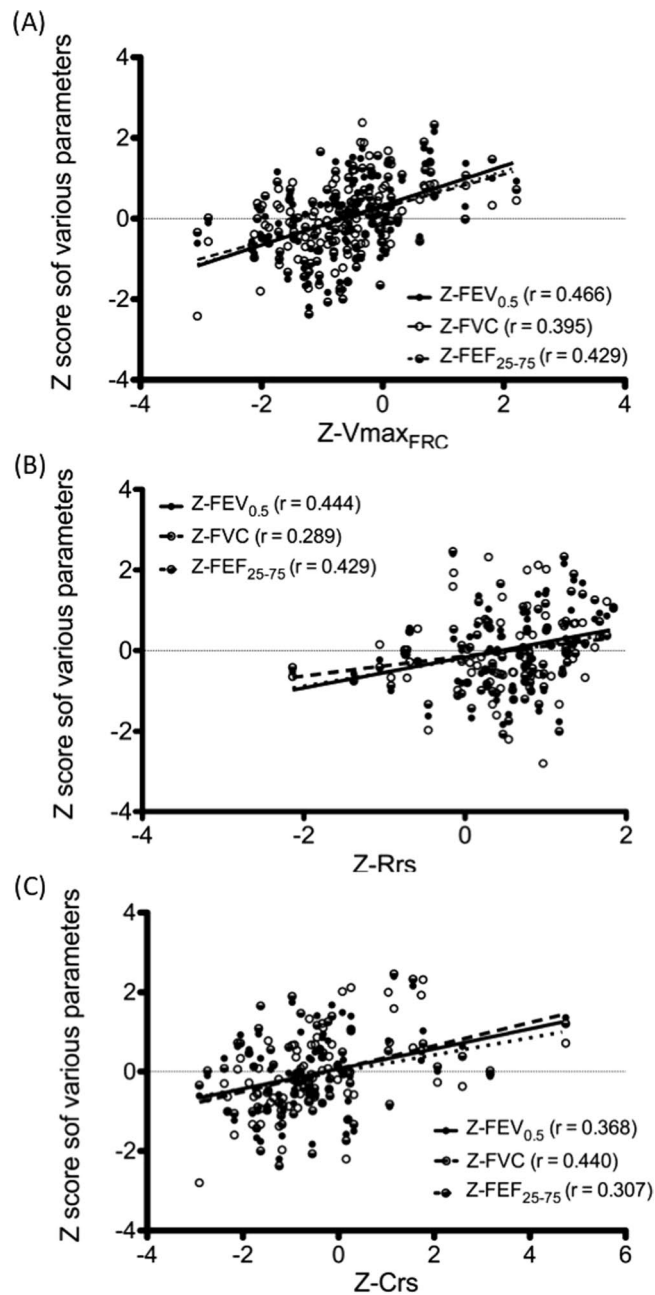 (A)
Z score sof various parameters
4
2
0
-2
-4
Z-FEV0.5 (r = 0.466)
Z-FVC (r = 0.395)
Z-FEF25-75 (r = 0.429)
-4 -2 0 2 4
Z-VmaxFRC
(B)
Z score sof various parameters
4
2
0
-2
-4
Z-FEV0.5 (r = 0.444)
Z-FVC (r = 0.289)
Z-FEF25-75 (r = 0.429)
-4 -2 0 2
Z-Rrs
(C)
Z score sof various parameters
4
2
0
-2
-4
Z-FEV0.5 (r = 0.368)
Z-FVC (r = 0.440)
Z-FEF25-75 (r = 0.307)
-4 -2 0 2 4 6
Z-Crs